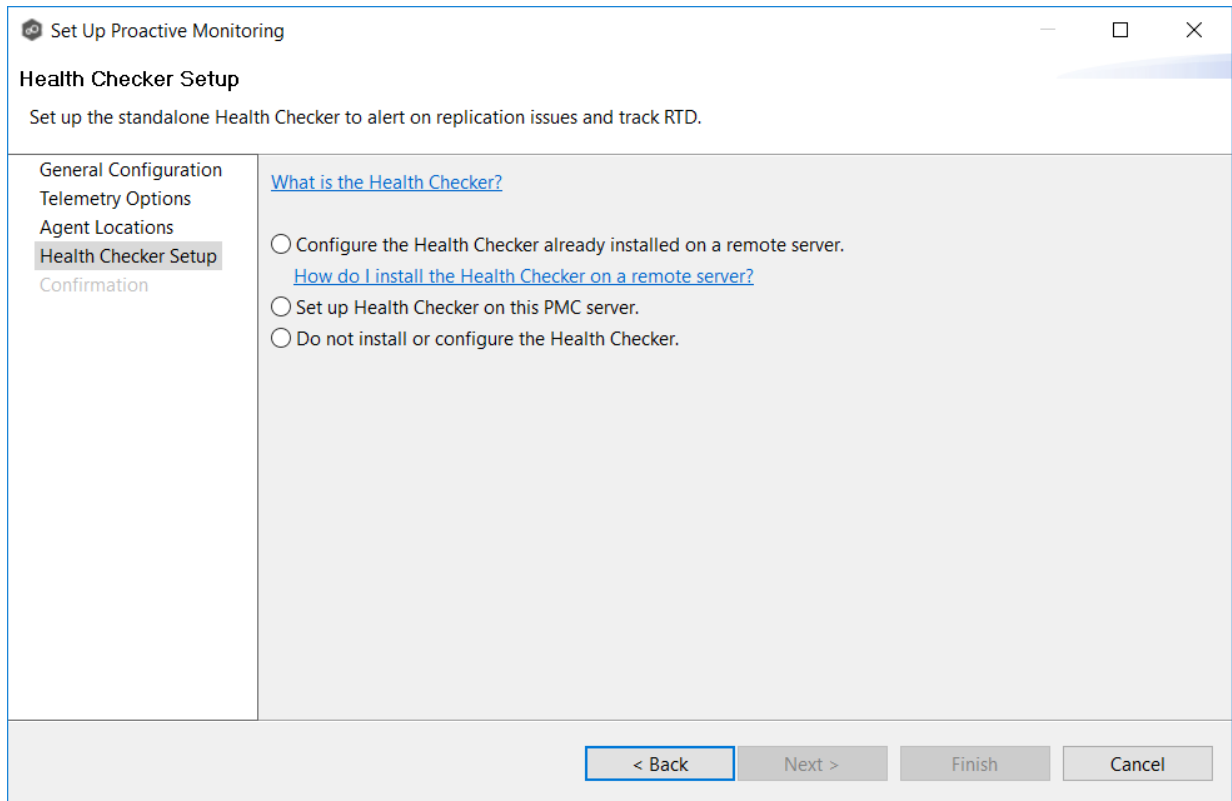 Set Up Proactive Monitoring
Health Checker Setup
Set up the standalone Health Checker to alert on replication issues and track RTD.
General Configuration
Telemetry Options
Agent Locations
Health Checker Setup
Confirmation
What is the Health Checker?
Configure the Health Checker already installed on a remote server.
How do I install the Health Checker on a remote server?
Set up Health Checker on this PMC server.
Do not install or configure the Health Checker.
< Back
Next >
Finish
Cancel